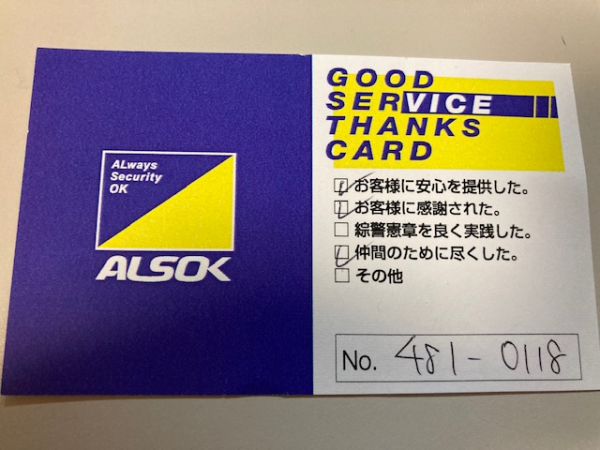 ALways
Security
OK
ALSOK
GOOD
SERVICE
THANKS
CARD
☑お客様に安心を提供した。
☑お客様に感謝された。
□綜警憲章を良く実践した。
☑仲間のために尽くした。
□その他
No. 481-0118